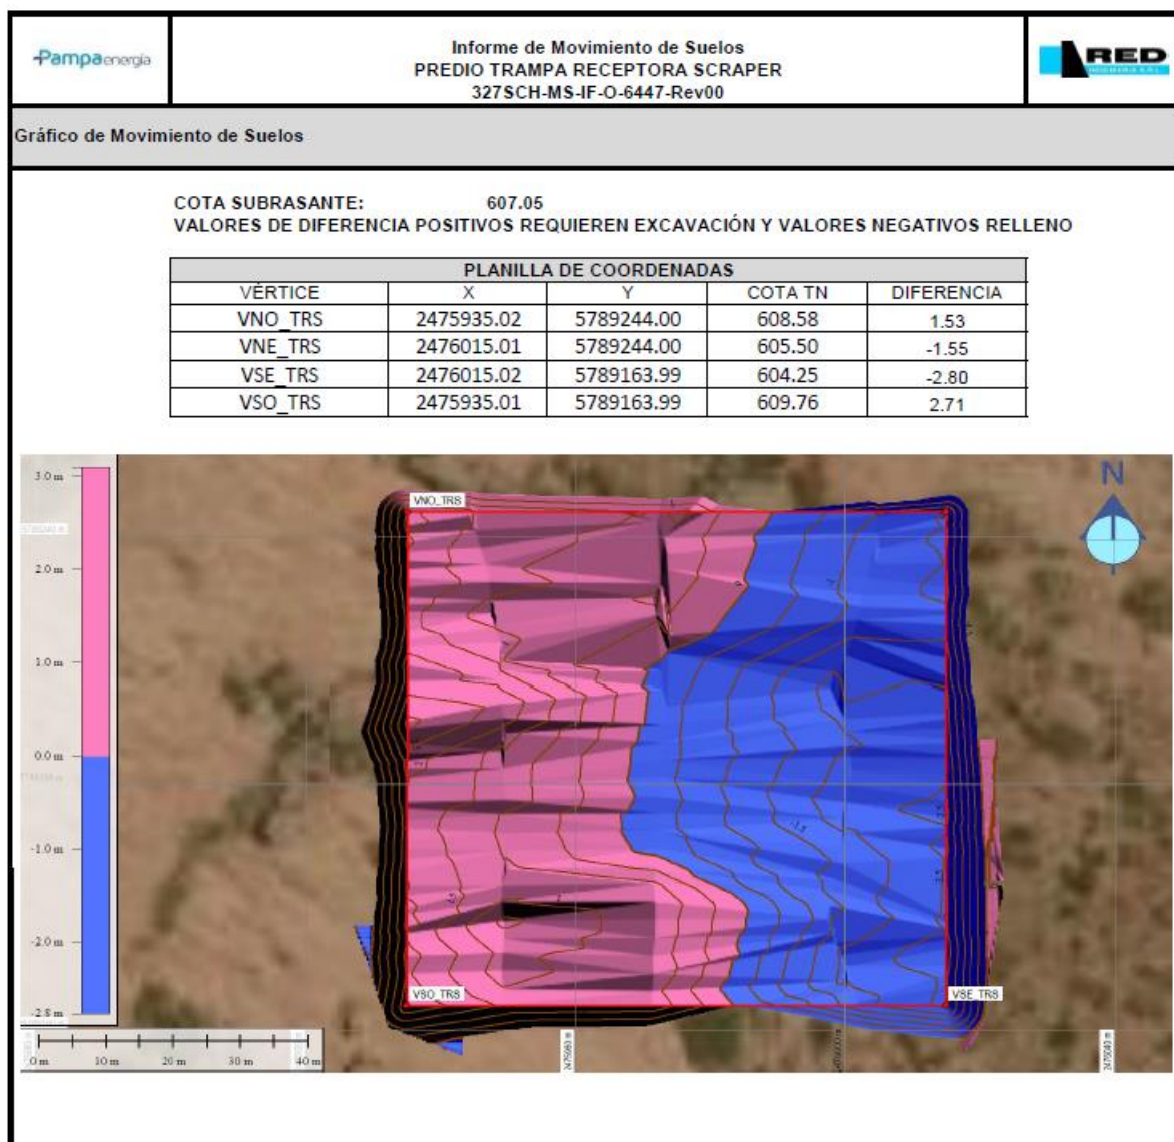 Pampa energía
Informe de Movimiento de Suelos
PREDIO TRAMPA RECEPTORA SCRAPER
327SCH-MS-IF-O-6447-Rev00
RED
Gráfico de Movimiento de Suelos
COTA SUBRASANTE: 607.05
VALORES DE DIFERENCIA POSITIVOS REQUIEREN EXCAVACIÓN Y VALORES NEGATIVOS RELLENO
PLANILLA DE COORDENADAS
VÉRTICE X Y COTA TN DIFERENCIA
VNO_TRS 2475935.02 5789244.00 608.58 1.53
VNE_TRS 2476015.01 5789244.00 605.50 -1.55
VSE_TRS 2476015.02 5789163.99 604.25 -2.80
VSO_TRS 2475935.01 5789163.99 609.76 2.71
3.0 m
2.0 m
1.0 m
0.0 m
-1.0 m
-2.0 m
-2.8 m
VNO_TRS
N
VSO_TRS
VSE_TRS
0 m 10 m 20 m 30 m 40 m